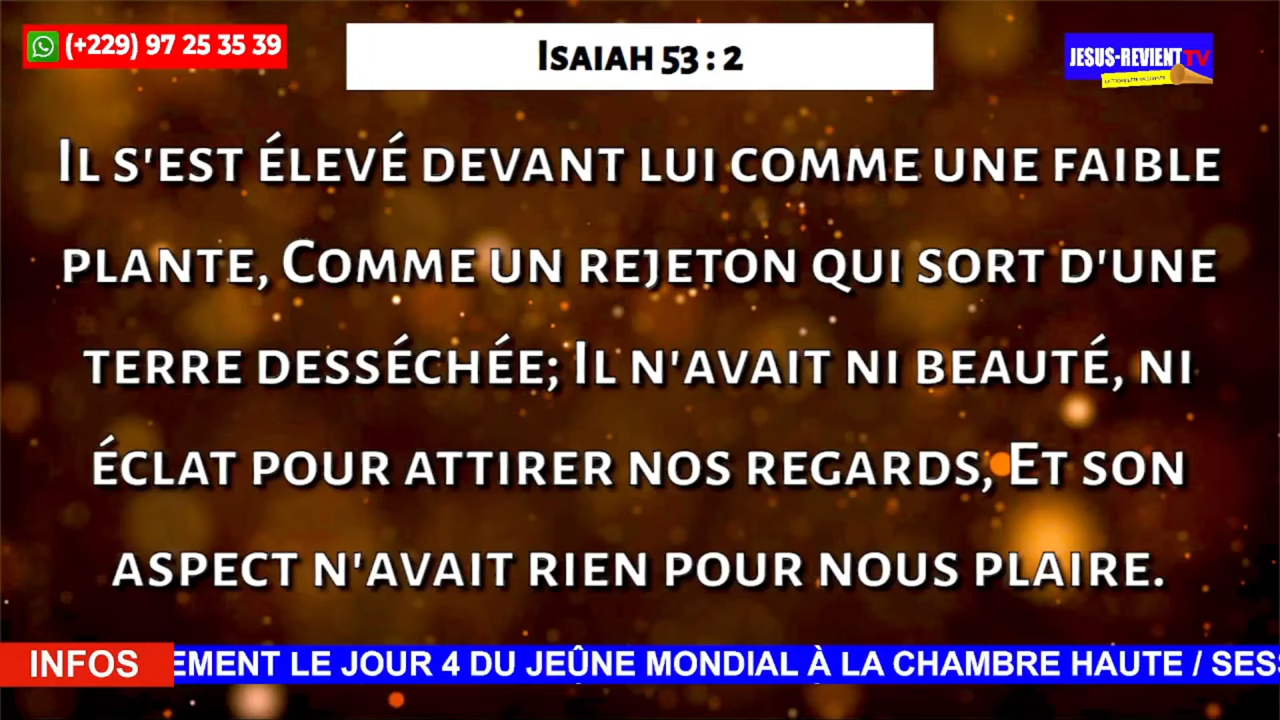 (+229) 97 25 35 39
ISAIAH 53 : 2
JESUS-REVIENT TV
IL S'EST ÉLEVÉ DEVANT LUI COMME UNE FAIBLE
PLANTE, COMME UN REJETON QUI SORT D'UNE
TERRE DESSÉCHÉE; IL N'AVAIT NI BEAUTÉ, NI
ÉCLAT POUR ATTIRER NOS REGARDS, ET SON
ASPECT N'AVAIT RIEN POUR NOUS PLAIRE.
INFOS
EMENT LE JOUR 4 DU JEÛNE MONDIAL À LA CHAMBRE HAUTE / SES